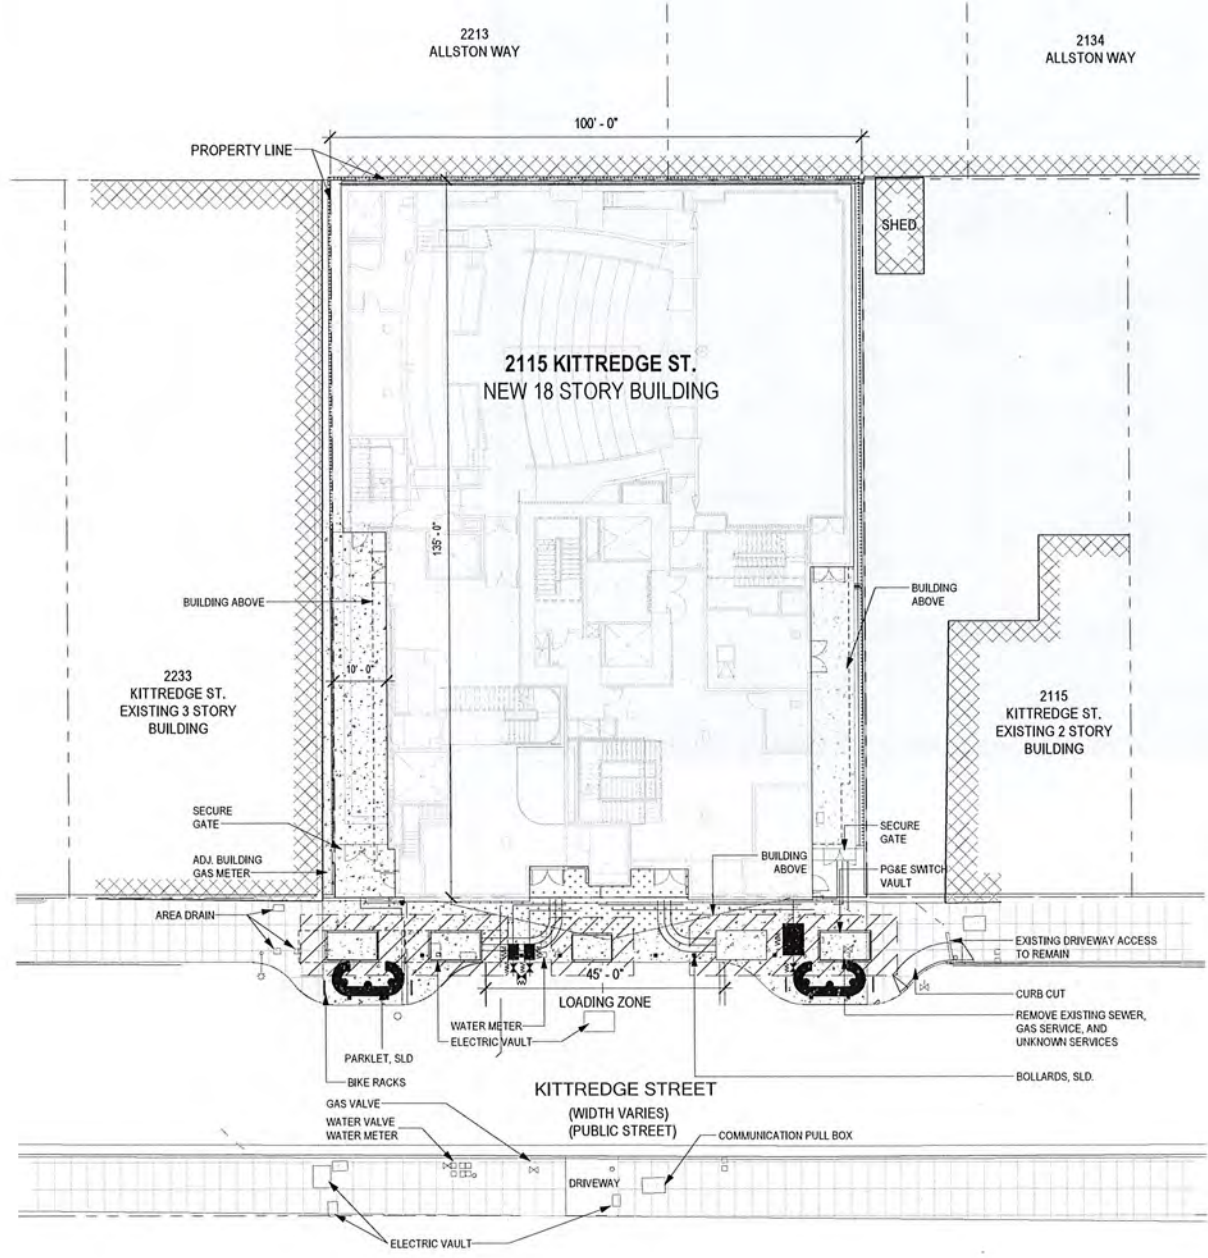 2213
ALLSTON WAY
2134
ALLSTON WAY
100' - 0"
PROPERTY LINE
SHED
2115 KITTREDGE ST.
NEW 18 STORY BUILDING
135' - 0"
BUILDING ABOVE
BUILDING
ABOVE
10' - 0"
2233
KITTREDGE ST.
EXISTING 3 STORY
BUILDING
2115
KITTREDGE ST.
EXISTING 2 STORY
BUILDING
SECURE
GATE
SECURE
GATE
ADJ. BUILDING
GAS METER
BUILDING
ABOVE
PG&E SWITCH
VAULT
AREA DRAIN
EXISTING DRIVEWAY ACCESS
TO REMAIN
45' - 0"
LOADING ZONE
CURB CUT
WATER METER
ELECTRIC VAULT
REMOVE EXISTING SEWER,
GAS SERVICE, AND
UNKNOWN SERVICES
PARKLET, SLD
BIKE RACKS
BOLLARDS, SLD.
KITTREDGE STREET
(WIDTH VARIES)
(PUBLIC STREET)
GAS VALVE
WATER VALVE
WATER METER
COMMUNICATION PULL BOX
DRIVEWAY
ELECTRIC VAULT